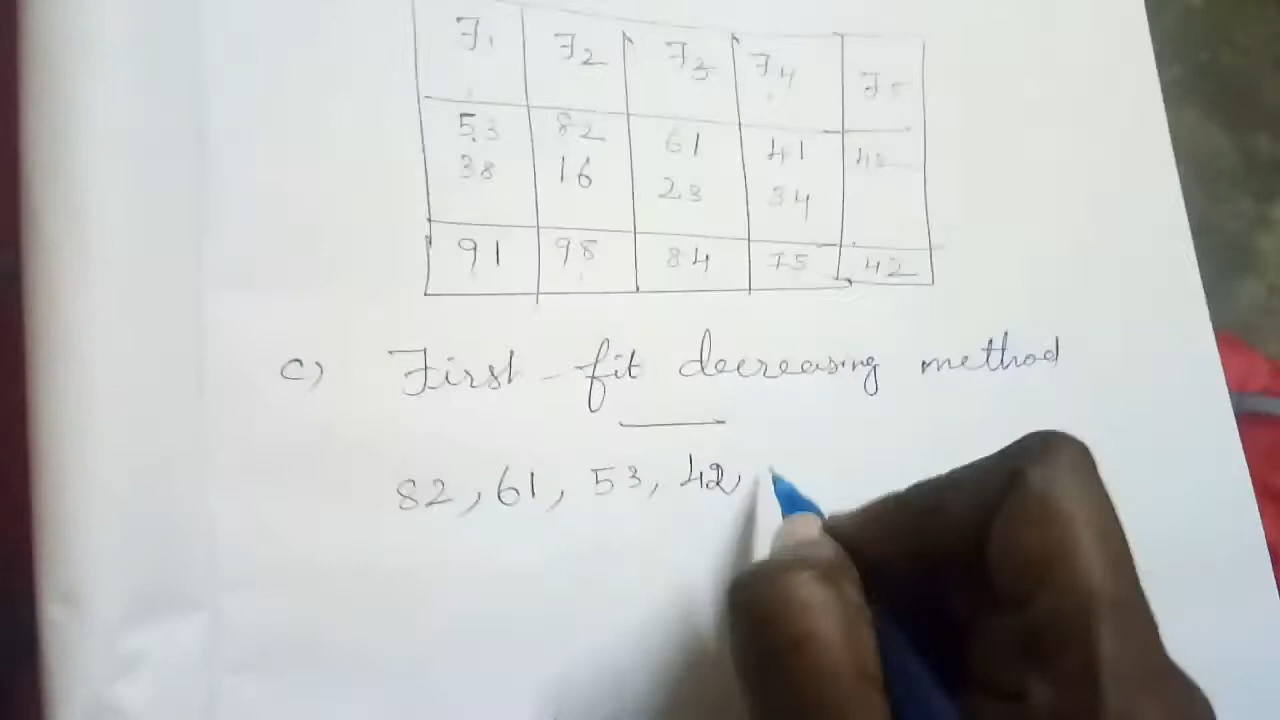 F1 F2 F3 F4 F5
53 82 61 41 42
38 16 23 34
91 98 84 75 42
c) First-fit decreasing method
82, 61, 53, 42,